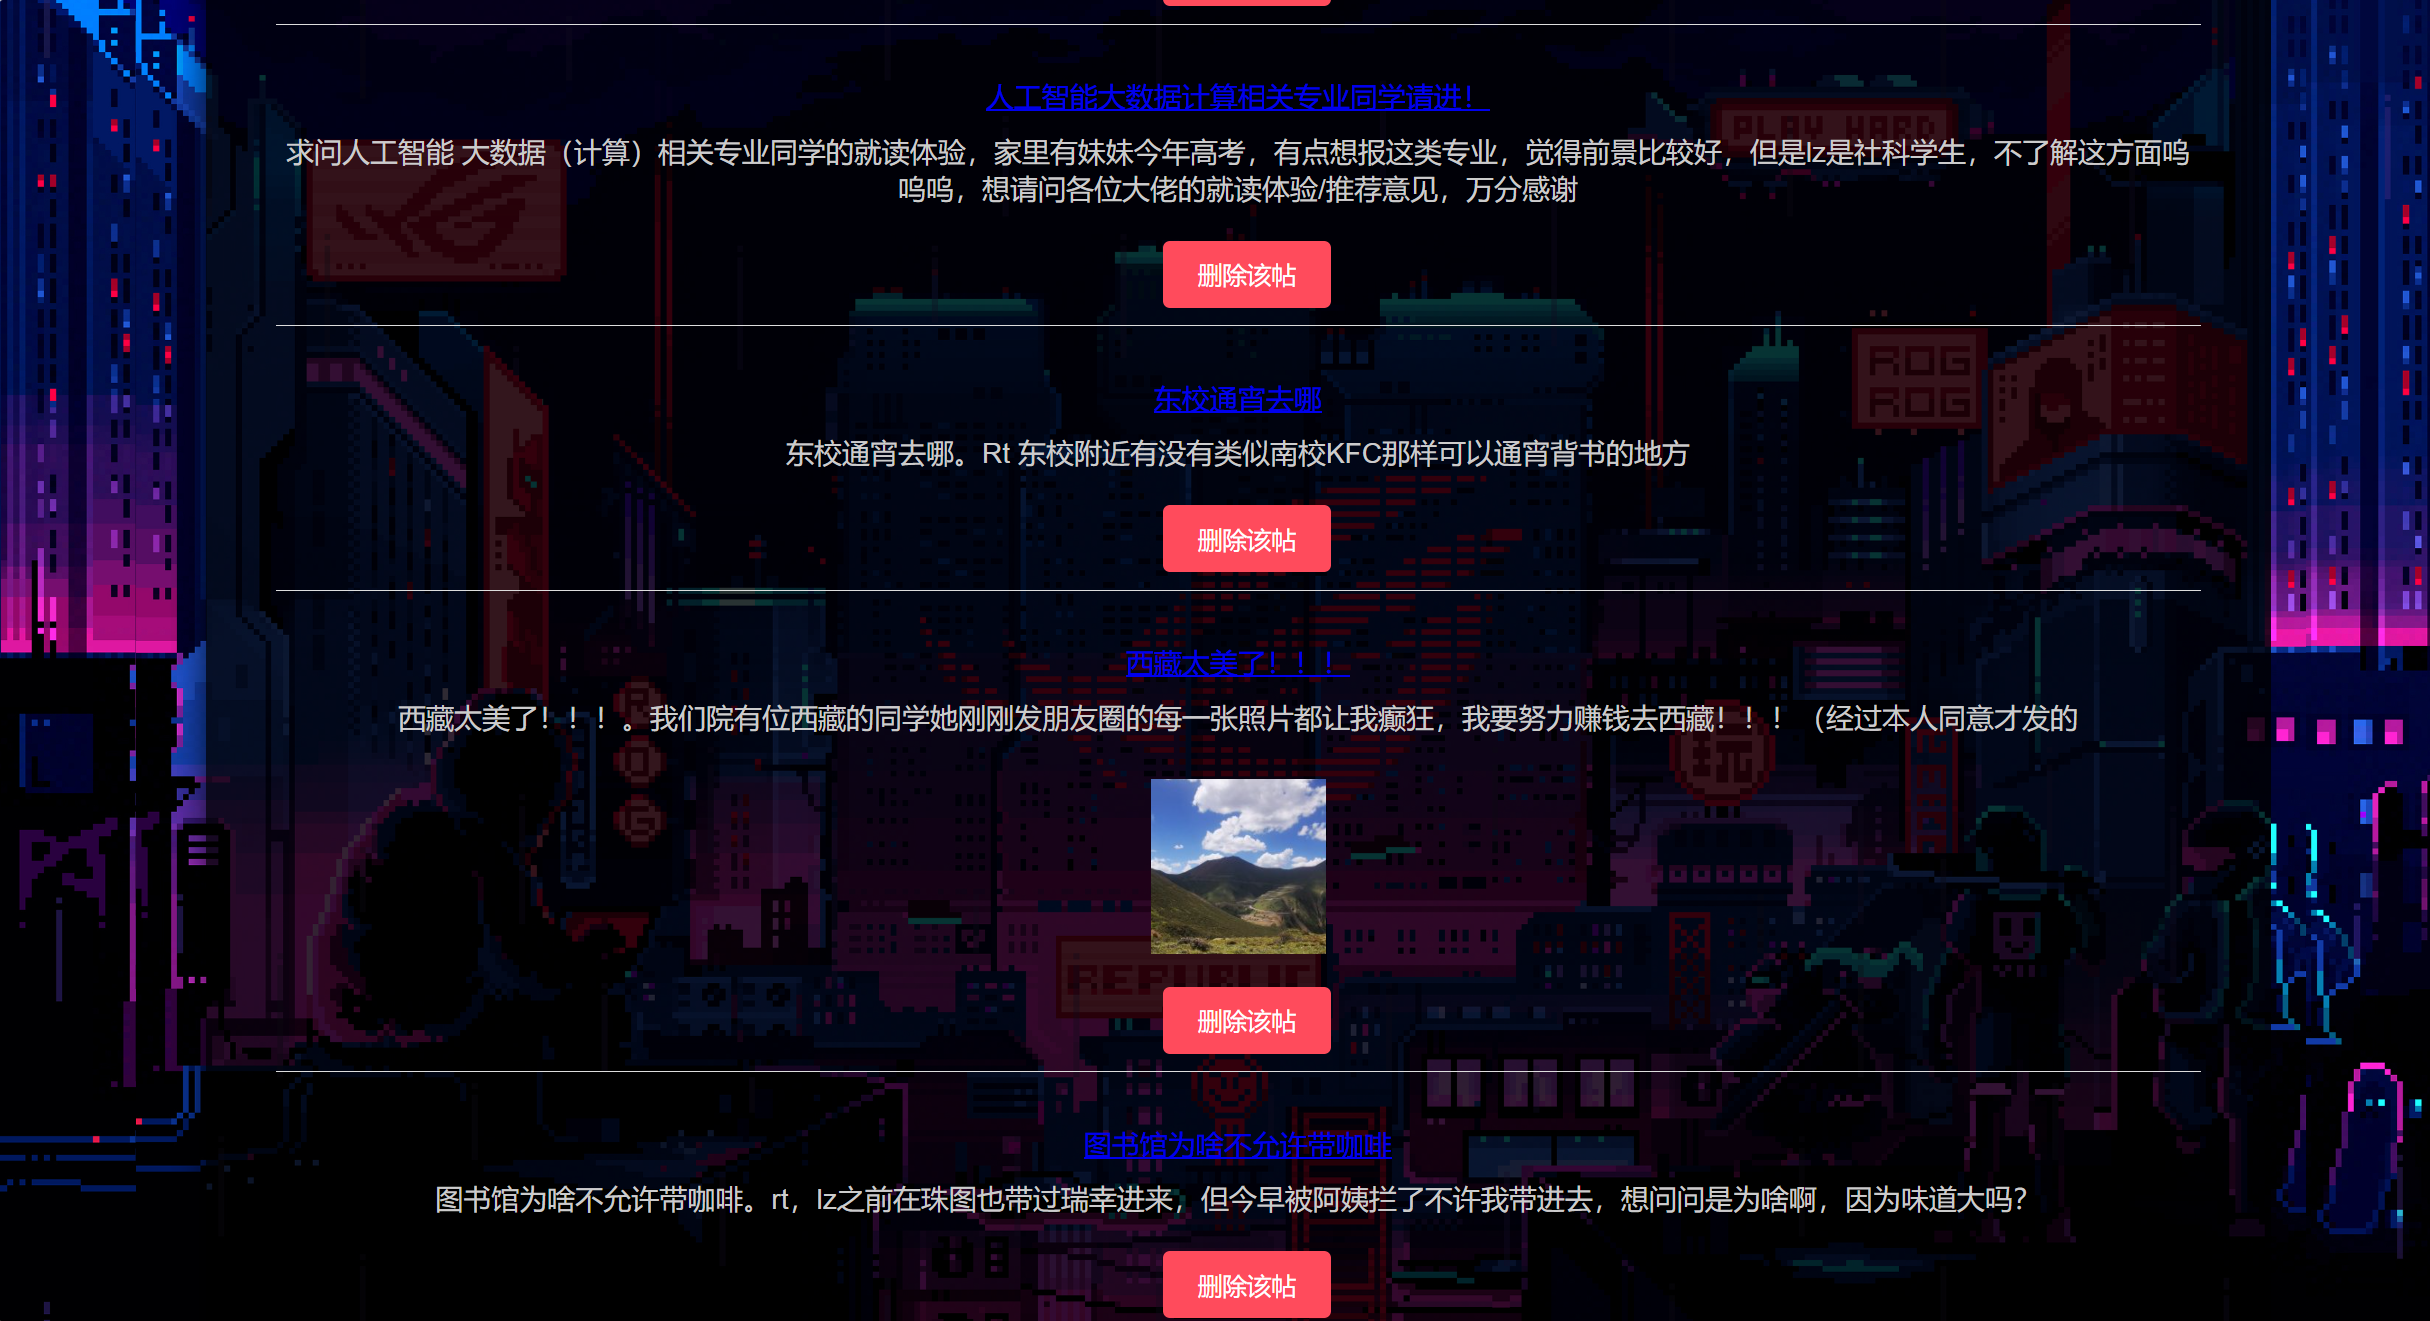 人工智能大数据计算相关专业同学请进！
求问人工智能 大数据（计算）相关专业同学的就读体验，家里有妹妹今年高考，有点想报这类专业，觉得前景比较好，但是lz是社科学生，不了解这方面呜
呜呜，想请问各位大佬的就读体验/推荐意见，万分感谢
PLAY HARD
删除该帖
ROG
ROG
东校通宵去哪
东校通宵去哪。Rt 东校附近有没有类似南校KFC那样可以通宵背书的地方
删除该帖
西藏太美了！！！
西藏太美了！！！。我们院有位西藏的同学她刚刚发朋友圈的每一张照片都让我癫狂，我要努力赚钱去西藏！！！（经过本人同意才发的
R
O
G
玩
REPUBLIC
删除该帖
图书馆为啥不允许带咖啡
图书馆为啥不允许带咖啡。rt，lz之前在珠图也带过瑞幸进来，但今早被阿姨拦了不许我带进去，想问问是为啥啊，因为味道大吗？
删除该帖